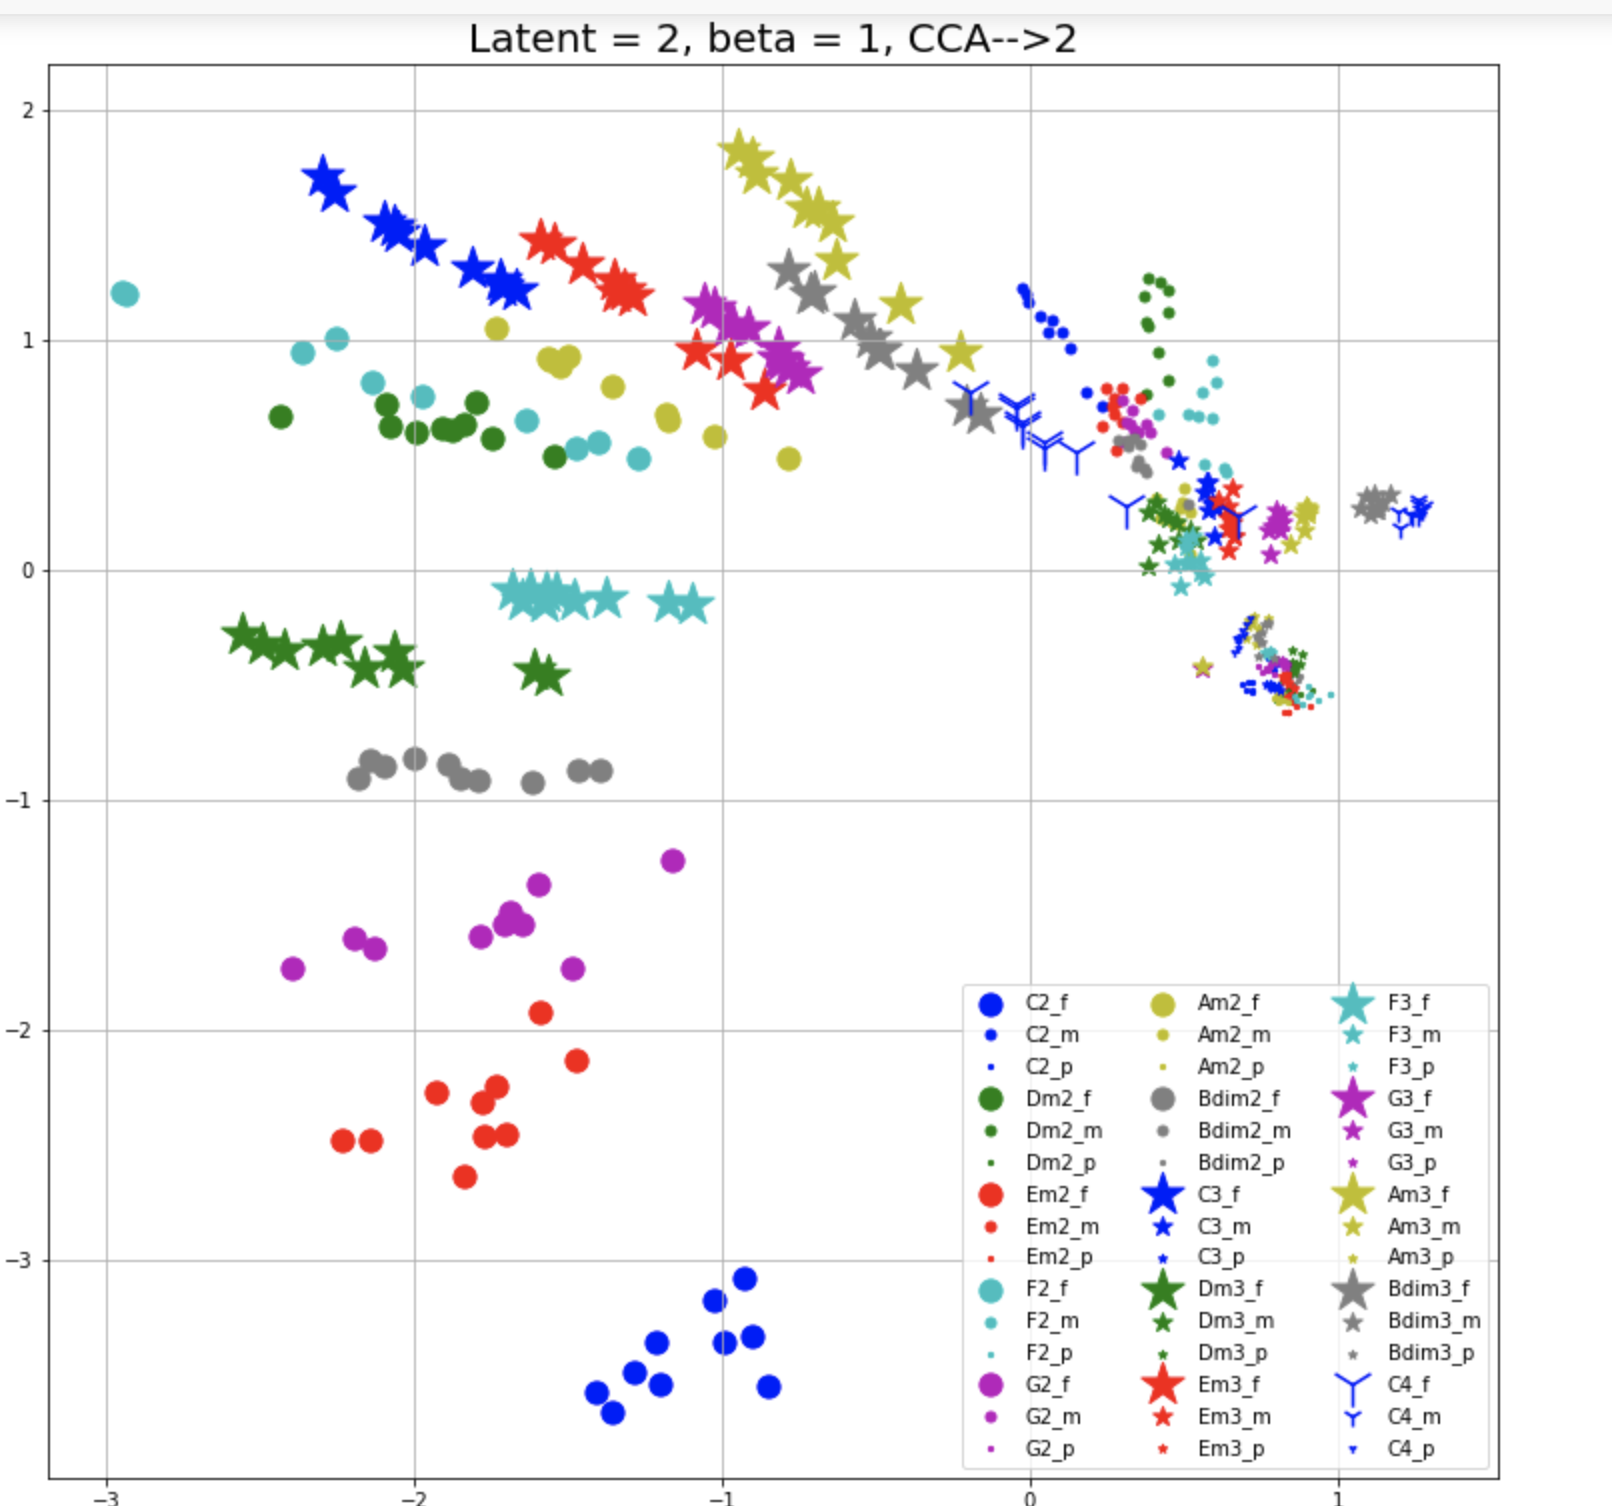 Latent = 2, beta = 1, CCA-->2
2
1
0
−1
−2
−3
−3
−2
−1
0
1
C2_f
C2_m
C2_p
Dm2_f
Dm2_m
Dm2_p
Em2_f
Em2_m
Em2_p
F2_f
F2_m
F2_p
G2_f
G2_m
G2_p
Am2_f
Am2_m
Am2_p
Bdim2_f
Bdim2_m
Bdim2_p
C3_f
C3_m
C3_p
Dm3_f
Dm3_m
Dm3_p
Em3_f
Em3_m
Em3_p
F3_f
F3_m
F3_p
G3_f
G3_m
G3_p
Am3_f
Am3_m
Am3_p
Bdim3_f
Bdim3_m
Bdim3_p
C4_f
C4_m
C4_p